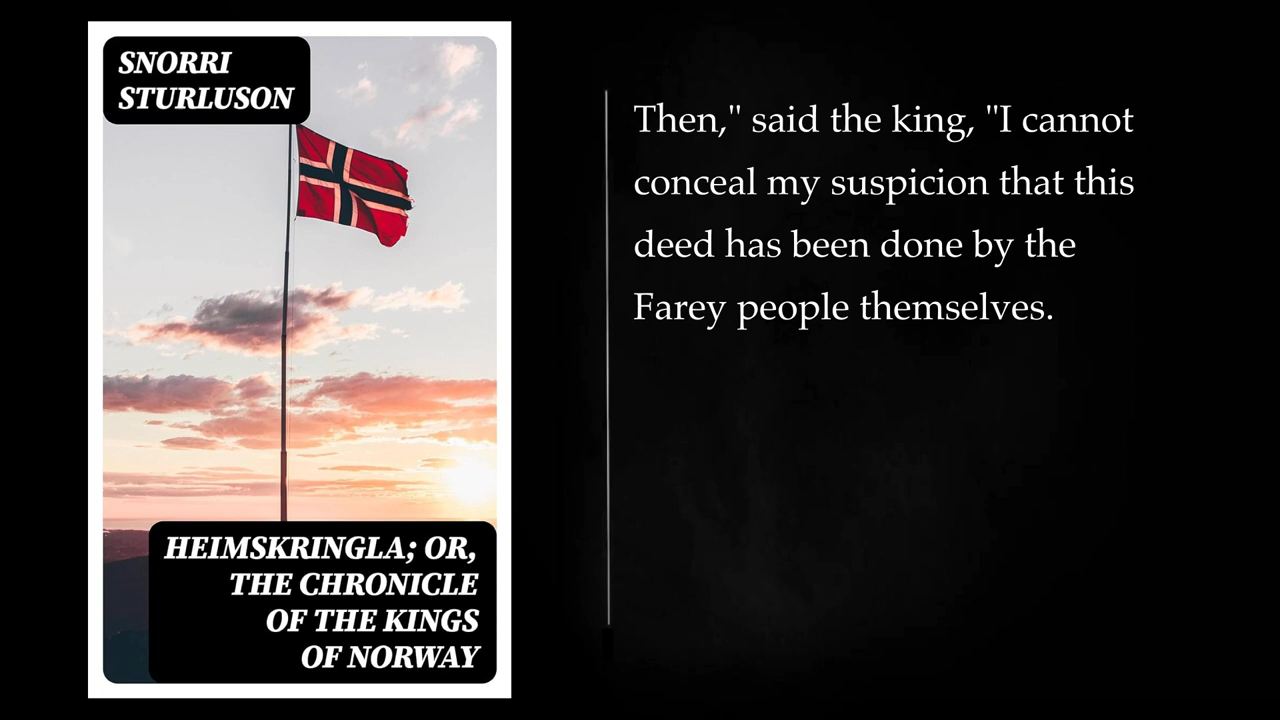 SNORRI
STURLUSON
HEIMSKRINGLA; OR,
THE CHRONICLE
OF THE KINGS
OF NORWAY
Then," said the king, "I cannot
conceal my suspicion that this
deed has been done by the
Farey people themselves.